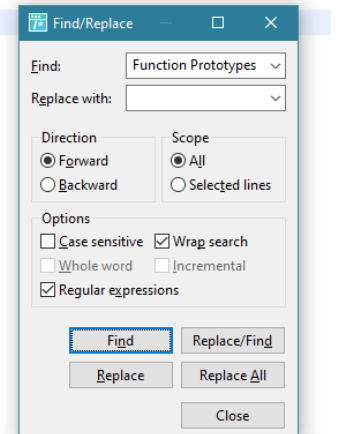 Find/Replace
Find: Function Prototypes
Replace with:
Direction Scope
Forward All
Backward Selected lines
Options
Case sensitive Wrap search
Whole word Incremental
Regular expressions
Find Replace/Find
Replace Replace All
Close